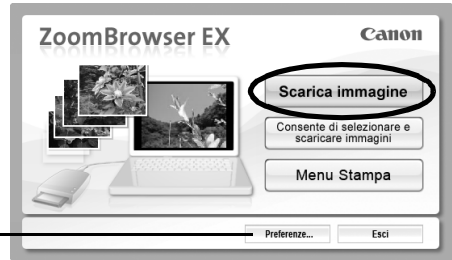 ZoomBrowser EX
Canon
Scarica immagine
Consente di selezionare e
scaricare immagini
Menu Stampa
Preferenze...
Esci